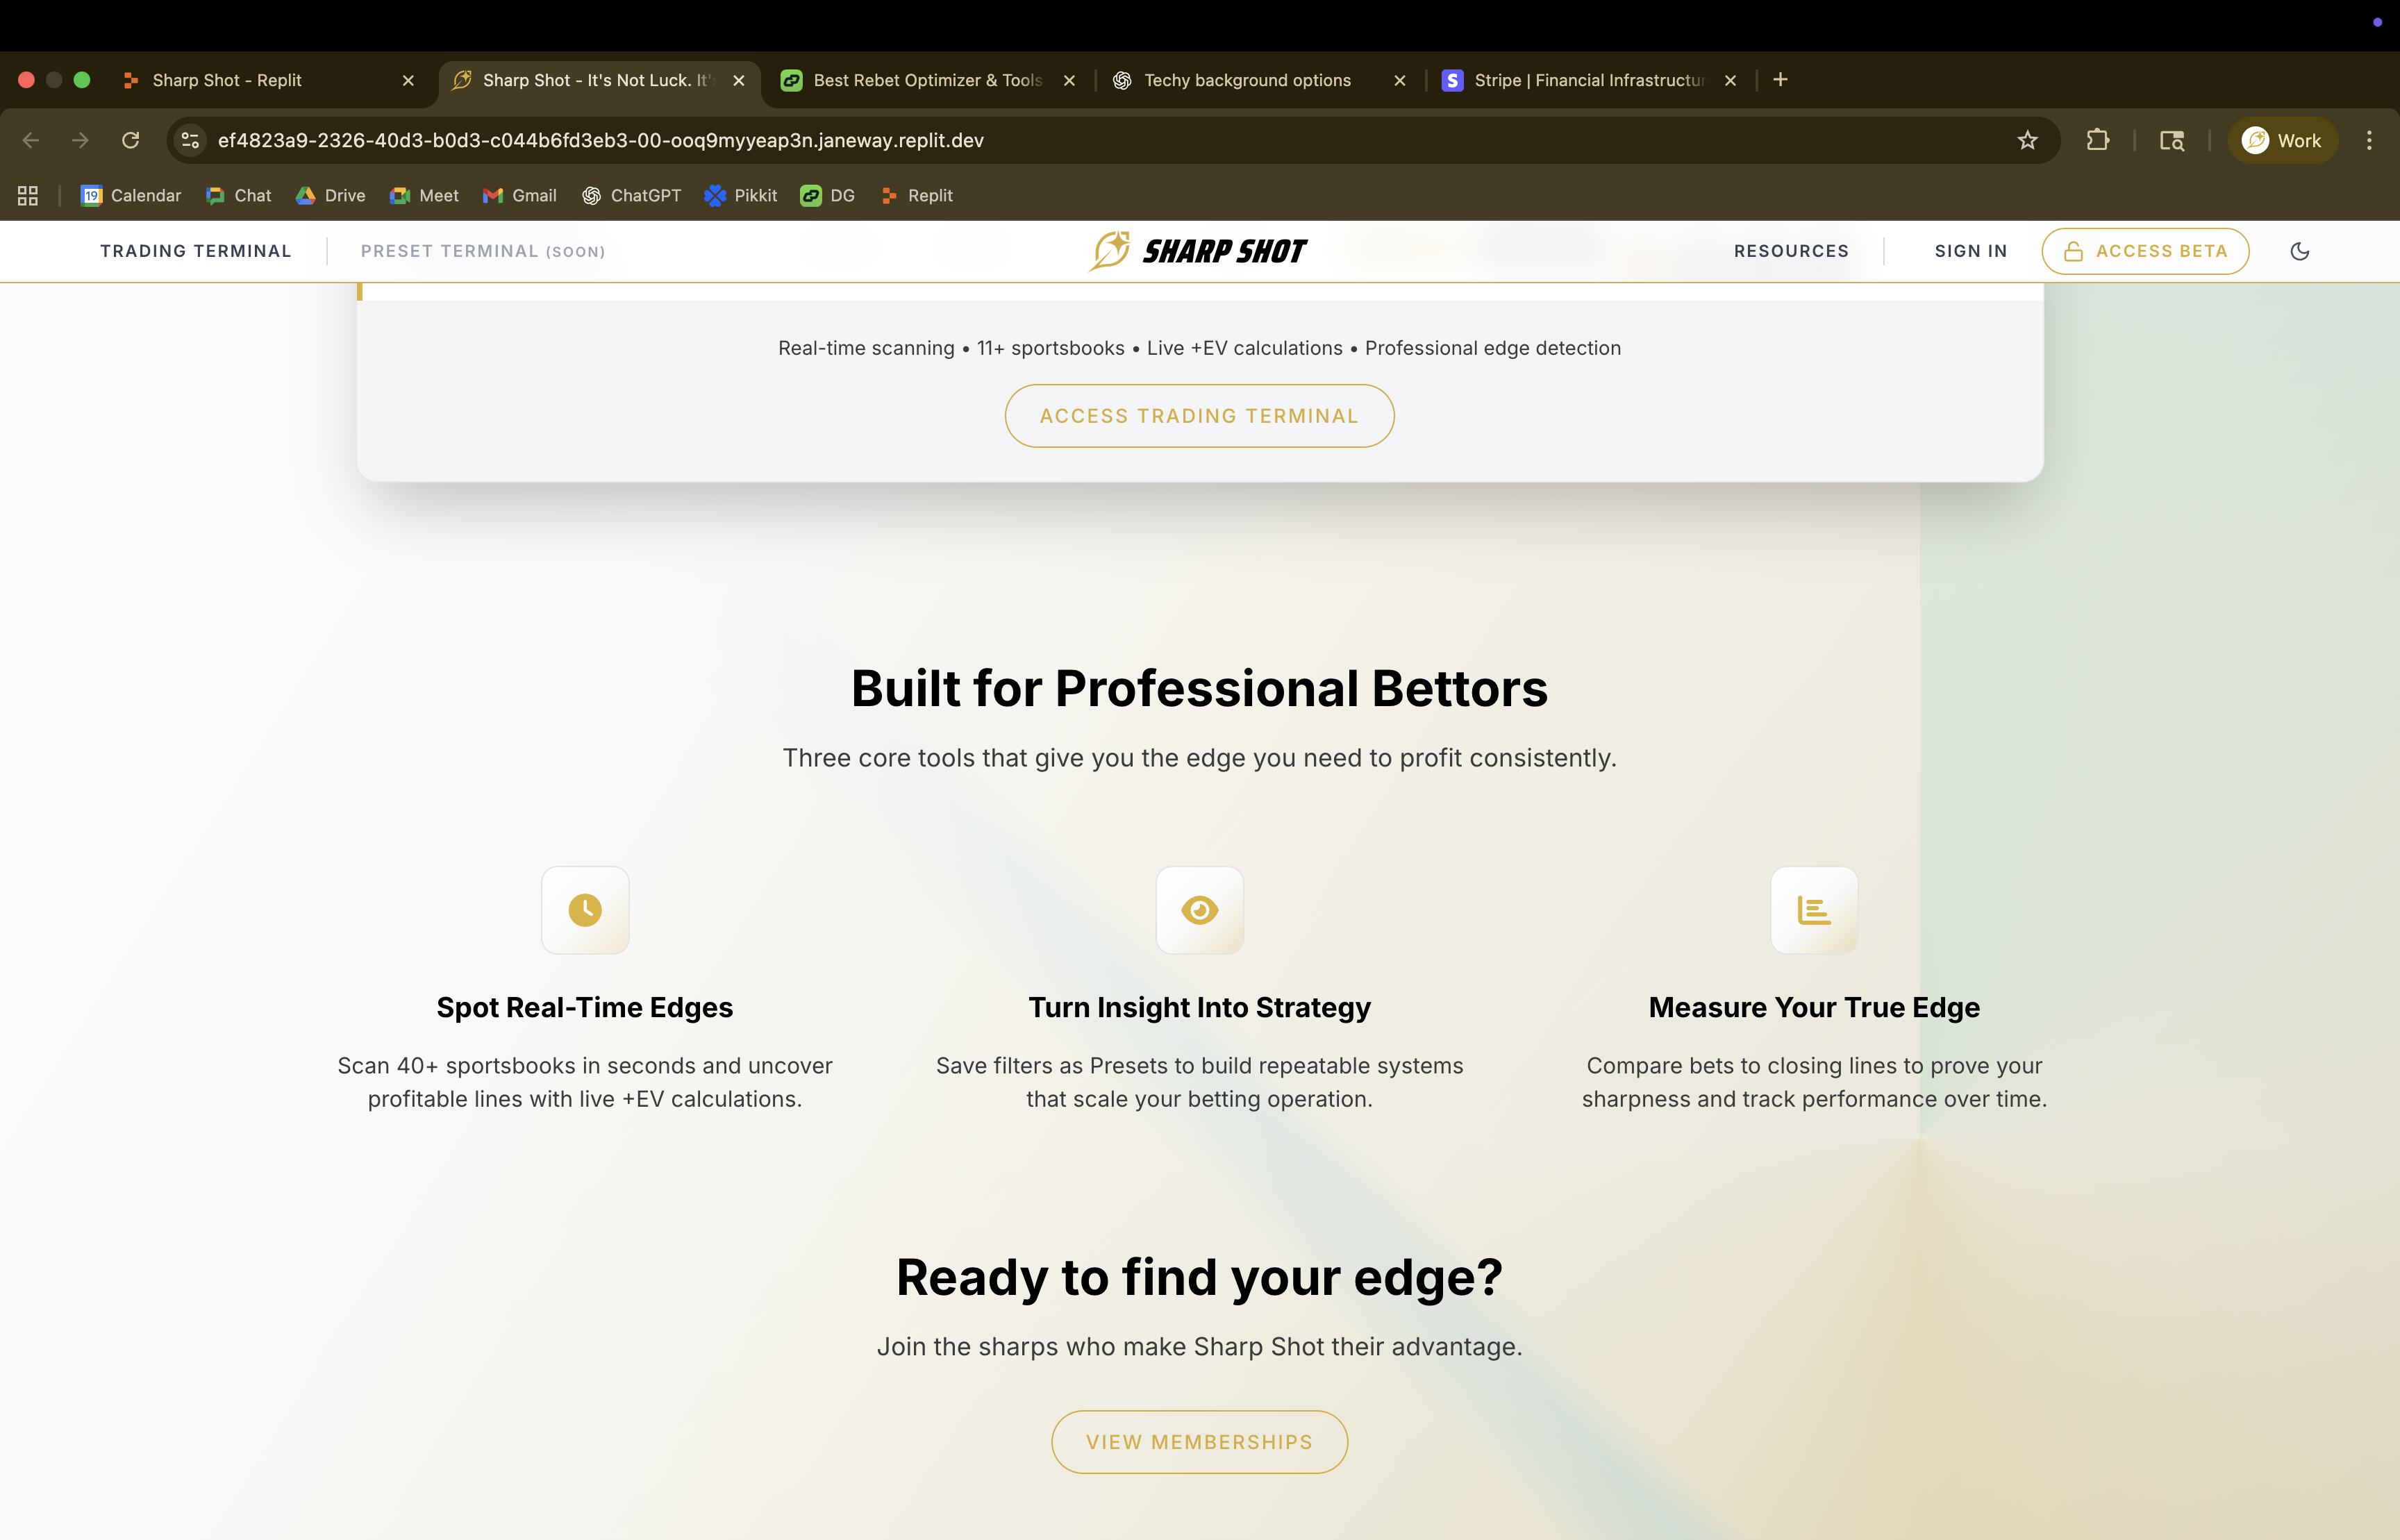 Sharp Shot - Replit
Sharp Shot - It's Not Luck. It's
Best Rebet Optimizer & Tools
Techy background options
Stripe | Financial Infrastructur
ef4823a9-2326-40d3-b0d3-c044b6fd3eb3-00-ooq9myyeap3n.janeway.replit.dev
Work
19 Calendar
Chat
Drive
Meet
Gmail
ChatGPT
Pikkit
DG
Replit
TRADING TERMINAL
PRESET TERMINAL (SOON)
SHARP SHOT
RESOURCES
SIGN IN
ACCESS BETA
Real-time scanning • 11+ sportsbooks • Live +EV calculations • Professional edge detection
ACCESS TRADING TERMINAL
Built for Professional Bettors
Three core tools that give you the edge you need to profit consistently.
Spot Real-Time Edges
Scan 40+ sportsbooks in seconds and uncover
profitable lines with live +EV calculations.
Turn Insight Into Strategy
Save filters as Presets to build repeatable systems
that scale your betting operation.
Measure Your True Edge
Compare bets to closing lines to prove your
sharpness and track performance over time.
Ready to find your edge?
Join the sharps who make Sharp Shot their advantage.
VIEW MEMBERSHIPS